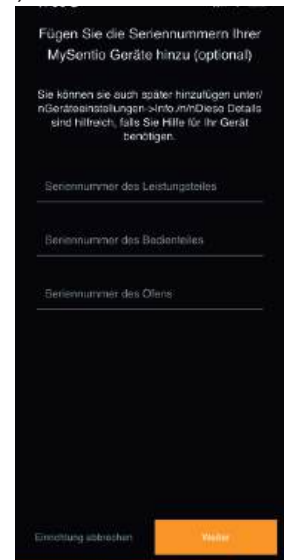 Fügen Sie die Seriennummern Ihrer
MySentio Geräte hinzu (optional)
Sie können sie auch später hinzufügen unter/
nGeräteeinstellungen->Info./n/nDiese Details
sind hilfreich, falls Sie Hilfe für Ihr Gerät
benötigen.
Seriennummer des Leistungsteiles
Seriennummer des Bedienteiles
Seriennummer des Ofens
Einrichtung abbrechen
Weiter